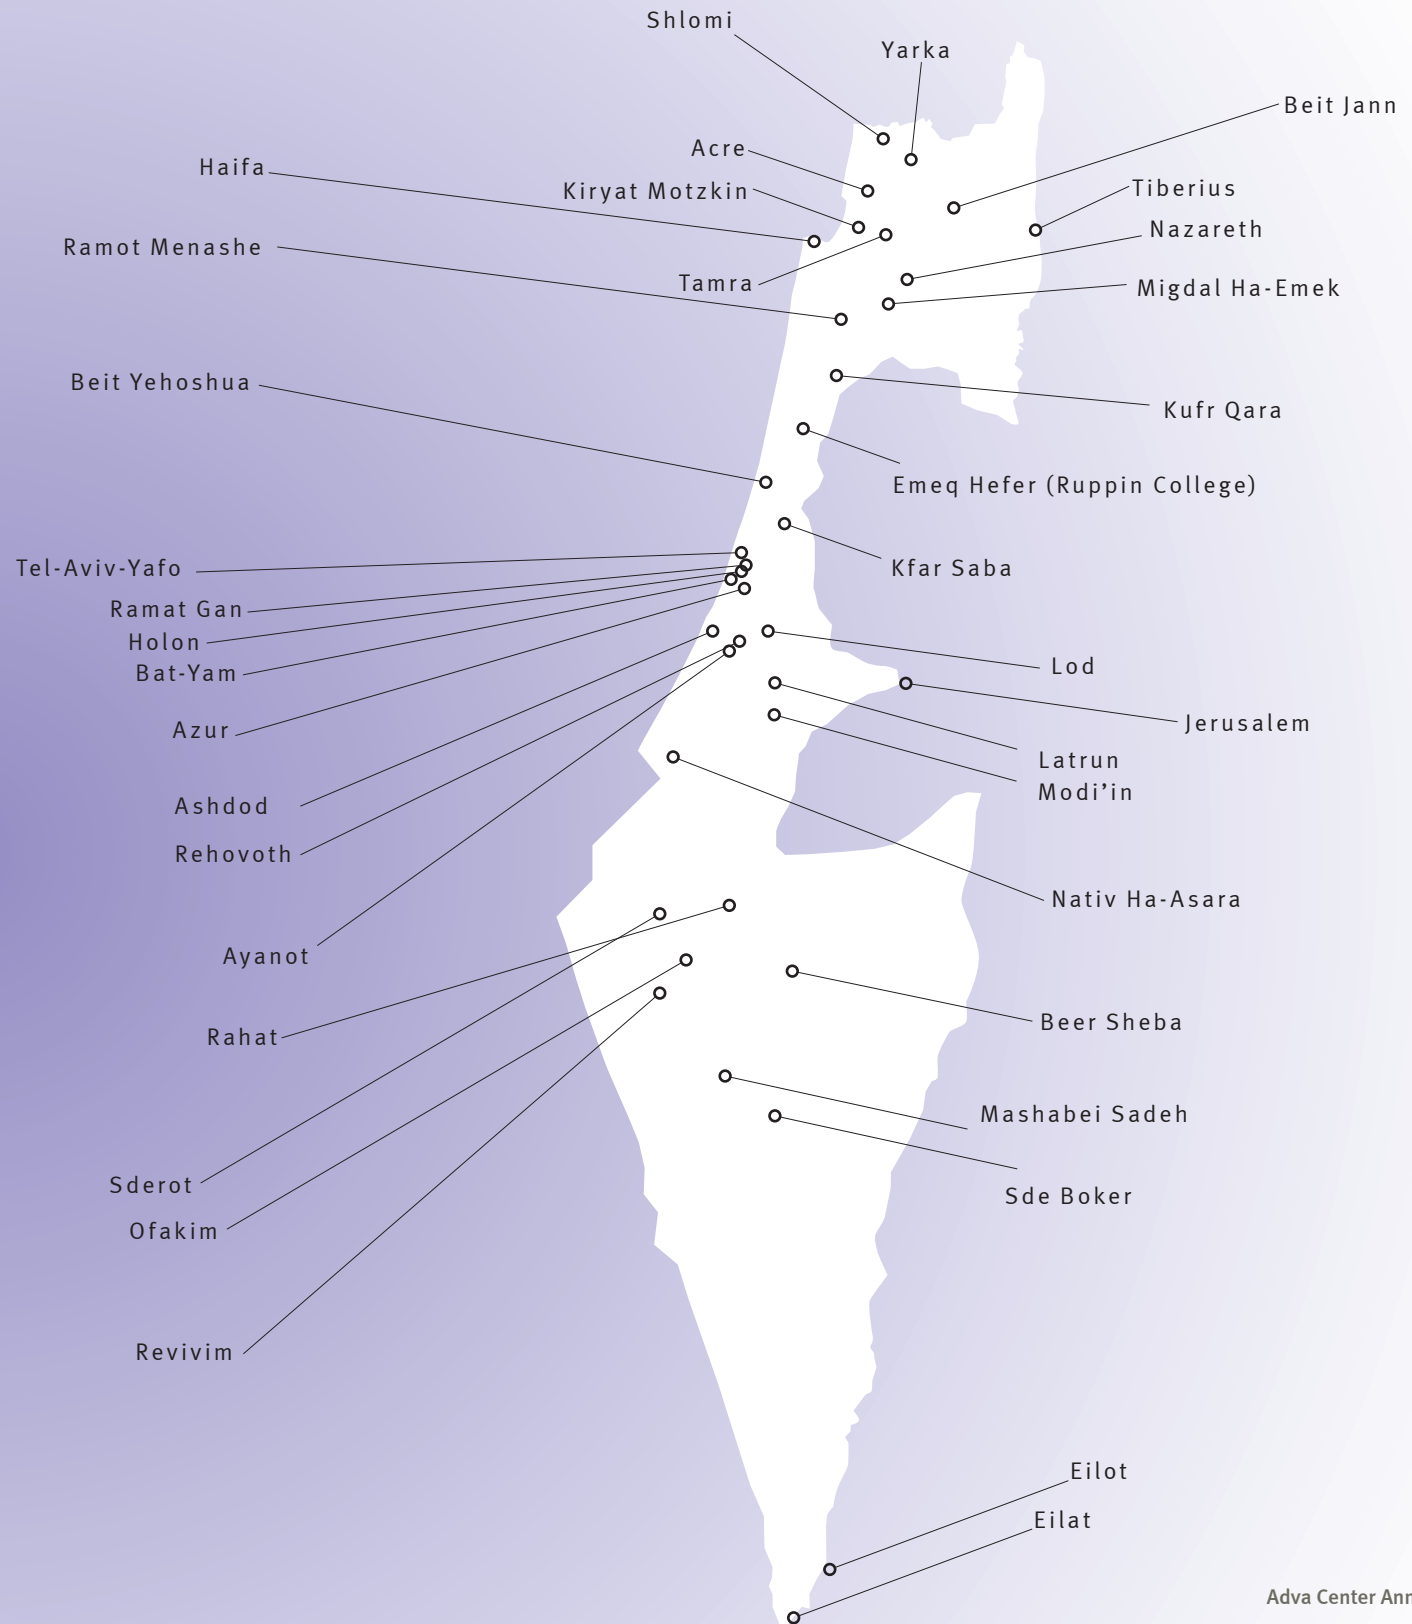 Shlomi
Yarka
Beit Jann
Acre
Haifa
Kiryat Motzkin
Tiberius
Nazareth
Ramot Menashe
Tamra
Migdal Ha-Emek
Beit Yehoshua
Kufr Qara
Emeq Hefer (Ruppin College)
Tel-Aviv-Yafo
Kfar Saba
Ramat Gan
Holon
Bat-Yam
Lod
Azur
Jerusalem
Latrun
Modi’in
Ashdod
Rehovoth
Nativ Ha-Asara
Ayanot
Rahat
Beer Sheba
Mashabei Sadeh
Sderot
Sde Boker
Ofakim
Revivim
Eilot
Eilat
Adva Center Ann